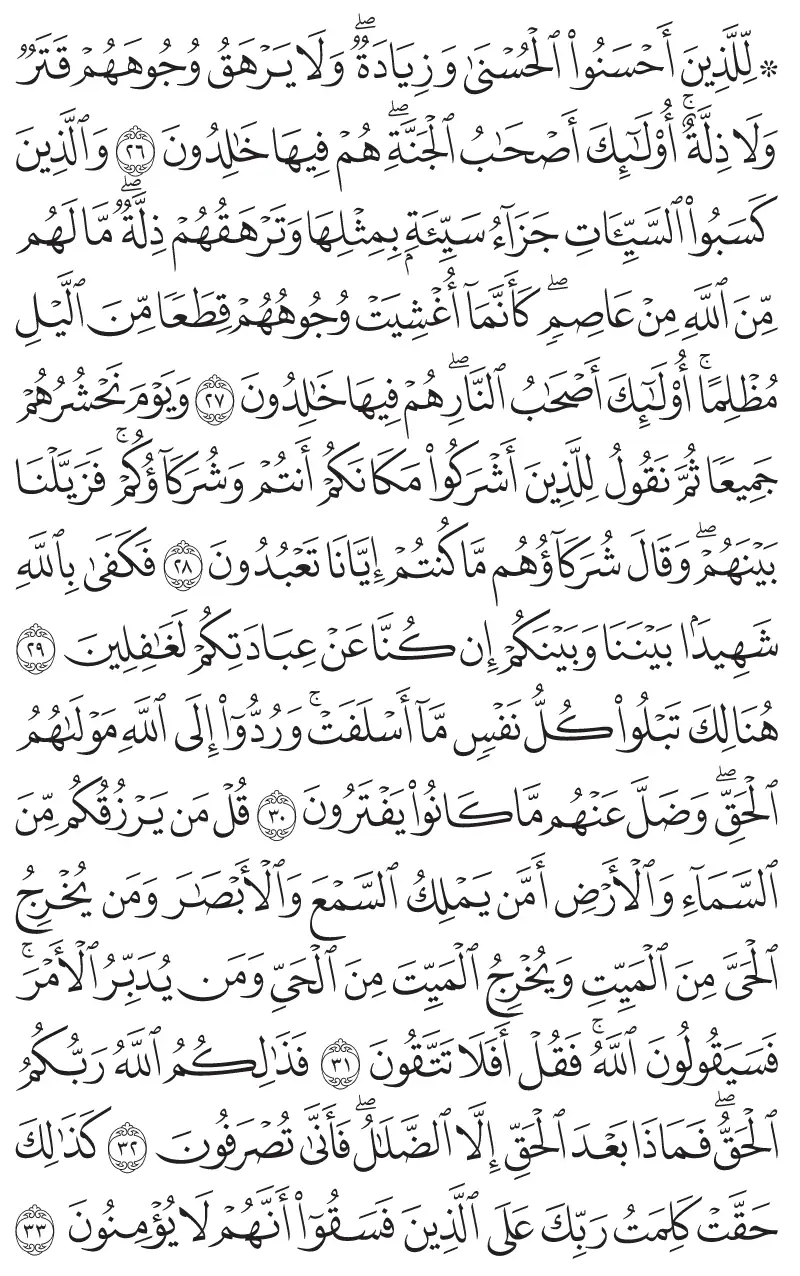 ۞ لِّلَّذِينَ أَحۡسَنُواْ ٱلۡحُسۡنَىٰ وَزِيَادَةٞۖ وَلَا يَرۡهَقُ وُجُوهَهُمۡ قَتَرٞ
وَلَا ذِلَّةٌۚ أُوْلَٰٓئِكَ أَصۡحَٰبُ ٱلۡجَنَّةِۖ هُمۡ فِيهَا خَٰلِدُونَ ٢٦ وَٱلَّذِينَ
كَسَبُواْ ٱلسَّيِّـَٔاتِ جَزَآءُ سَيِّئَةِۭ بِمِثۡلِهَا وَتَرۡهَقُهُمۡ ذِلَّةٞۖ مَّا لَهُم
مِّنَ ٱللَّهِ مِنۡ عَاصِمٖۖ كَأَنَّمَآ أُغۡشِيَتۡ وُجُوهُهُمۡ قِطَعٗا مِّنَ ٱلَّيۡلِ
مُظۡلِمًاۚ أُوْلَٰٓئِكَ أَصۡحَٰبُ ٱلنَّارِۖ هُمۡ فِيهَا خَٰلِدُونَ ٢٧ وَيَوۡمَ نَحۡشُرُهُمۡ
جَمِيعٗا ثُمَّ نَقُولُ لِلَّذِينَ أَشۡرَكُواْ مَكَانَكُمۡ أَنتُمۡ وَشُرَكَآؤُكُمۡۚ فَزَيَّلۡنَا
بَيۡنَهُمۡۖ وَقَالَ شُرَكَآؤُهُم مَّا كُنتُمۡ إِيَّانَا تَعۡبُدُونَ ٢٨ فَكَفَىٰ بِٱللَّهِ
شَهِيدَۢا بَيۡنَنَا وَبَيۡنَكُمۡ إِن كُنَّا عَنۡ عِبَادَتِكُمۡ لَغَٰفِلِينَ ٢٩
هُنَالِكَ تَبۡلُواْ كُلُّ نَفۡسٖ مَّآ أَسۡلَفَتۡۚ وَرُدُّوٓاْ إِلَى ٱللَّهِ مَوۡلَىٰهُمُ
ٱلۡحَقِّۖ وَضَلَّ عَنۡهُم مَّا كَانُواْ يَفۡتَرُونَ ٣٠ قُلۡ مَن يَرۡزُقُكُم مِّنَ
ٱلسَّمَآءِ وَٱلۡأَرۡضِ أَمَّن يَمۡلِكُ ٱلسَّمۡعَ وَٱلۡأَبۡصَٰرَ وَمَن يُخۡرِجُ
ٱلۡحَيَّ مِنَ ٱلۡمَيِّتِ وَيُخۡرِجُ ٱلۡمَيِّتَ مِنَ ٱلۡحَيِّ وَمَن يُدَبِّرُ ٱلۡأَمۡرَۚ
فَسَيَقُولُونَ ٱللَّهُۚ فَقُلۡ أَفَلَا تَتَّقُونَ ٣١ فَذَٰلِكُمُ ٱللَّهُ رَبُّكُمُ
ٱلۡحَقُّۖ فَمَاذَا بَعۡدَ ٱلۡحَقِّ إِلَّا ٱلضَّلَٰلُۖ فَأَنَّىٰ تُصۡرَفُونَ ٣٢ كَذَٰلِكَ
حَقَّتۡ كَلِمَتُ رَبِّكَ عَلَى ٱلَّذِينَ فَسَقُوٓاْ أَنَّهُمۡ لَا يُؤۡمِنُونَ ٣٣